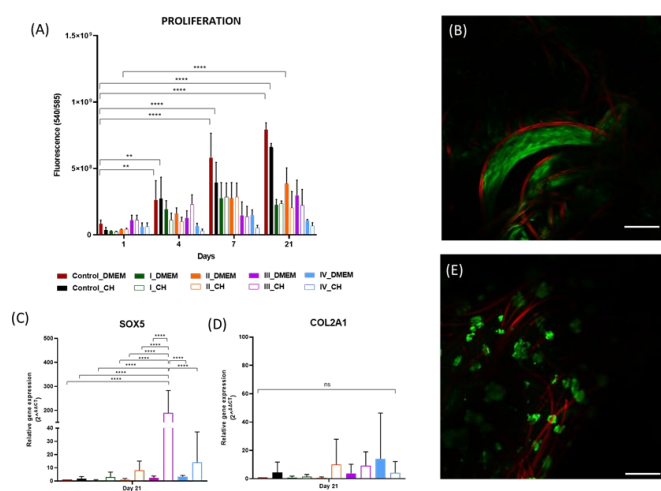 PROLIFERATION
(A)
1.5×10⁹
1×10⁹
5×10⁸
0
Fluorescence (540/585)
****
****
****
****
****
**
**
1
4
7
21
Days
Control_DMEM
I_DMEM
II_DMEM
III_DMEM
IV_DMEM
Control_CH
I_CH
II_CH
III_CH
IV_CH
(B)
(C)
SOX5
500
400
300
200
100
40
20
0
Relative gene expression
(2^ΔΔCT)
****
****
****
****
****
****
****
****
****
Day 21
(D)
COL2A1
100
80
60
40
20
0
Relative gene expression
(2^ΔΔCT)
ns
Day 21
(E)